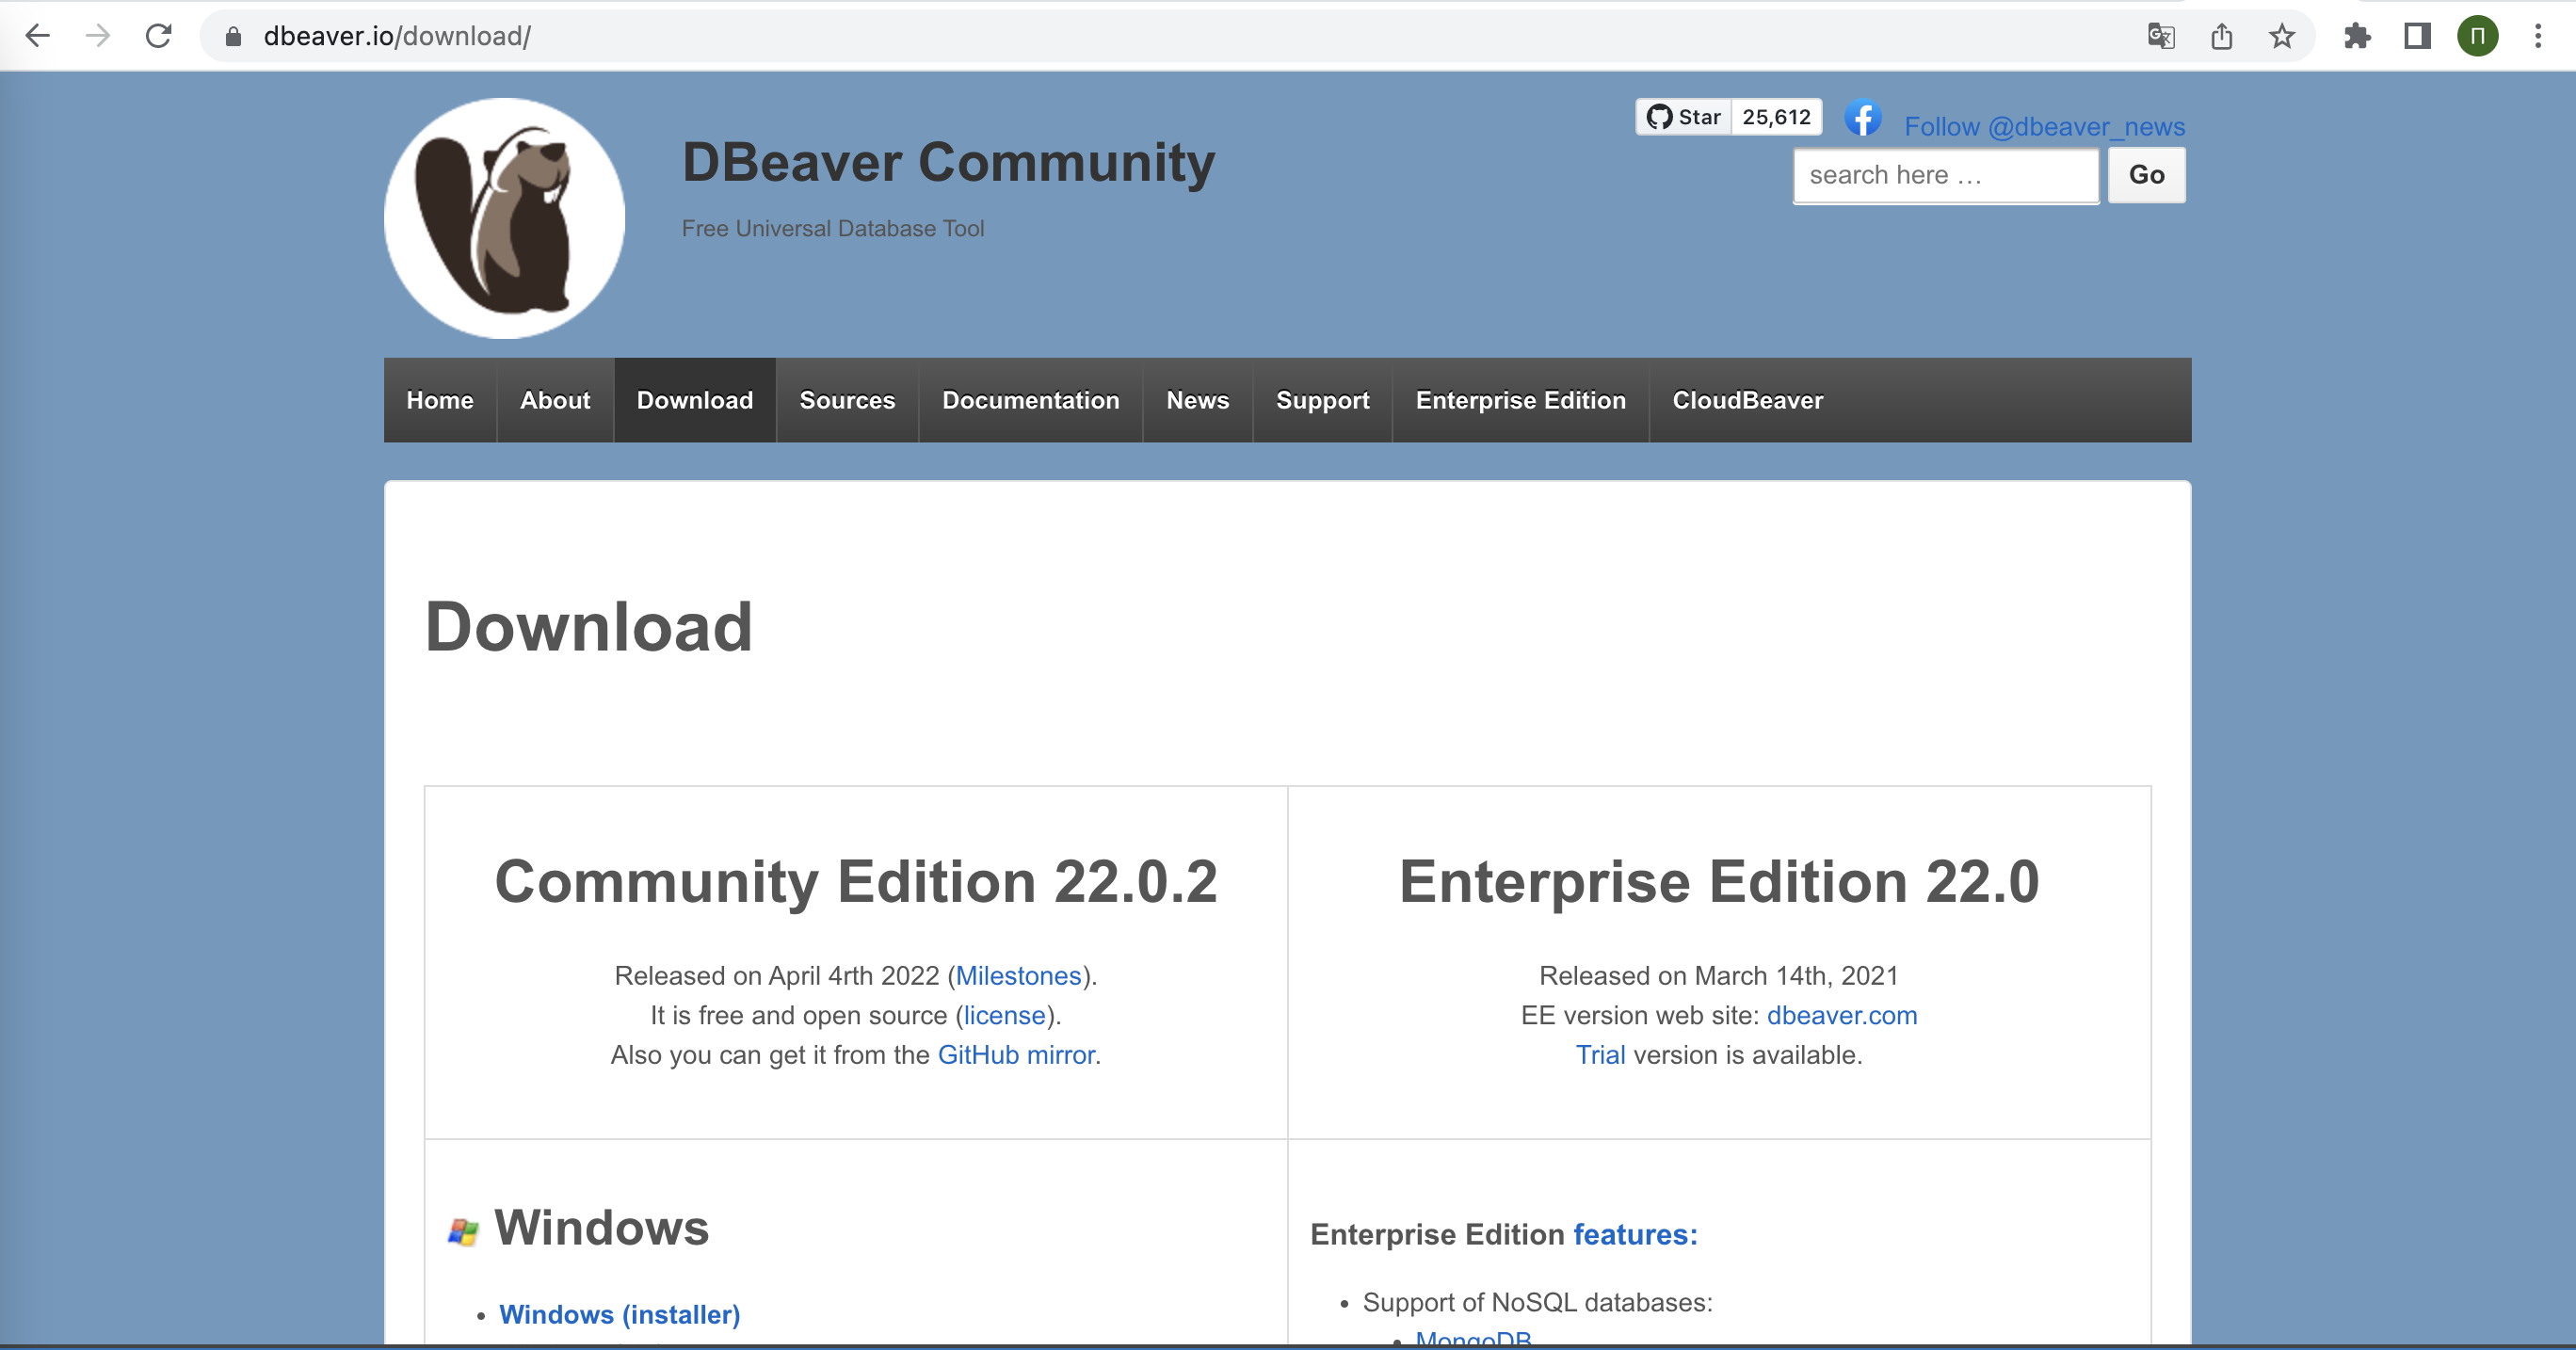 dbeaver.io/download/
П
DBeaver Community
Free Universal Database Tool
Star 25,612
Follow @dbeaver_news
search here …
Go
Home About Download Sources Documentation News Support Enterprise Edition CloudBeaver
Download
Community Edition 22.0.2
Released on April 4rth 2022 (Milestones).
It is free and open source (license).
Also you can get it from the GitHub mirror.
Enterprise Edition 22.0
Released on March 14th, 2021
EE version web site: dbeaver.com
Trial version is available.
Windows
• Windows (installer)
Enterprise Edition features:
• Support of NoSQL databases:
• MongoDB